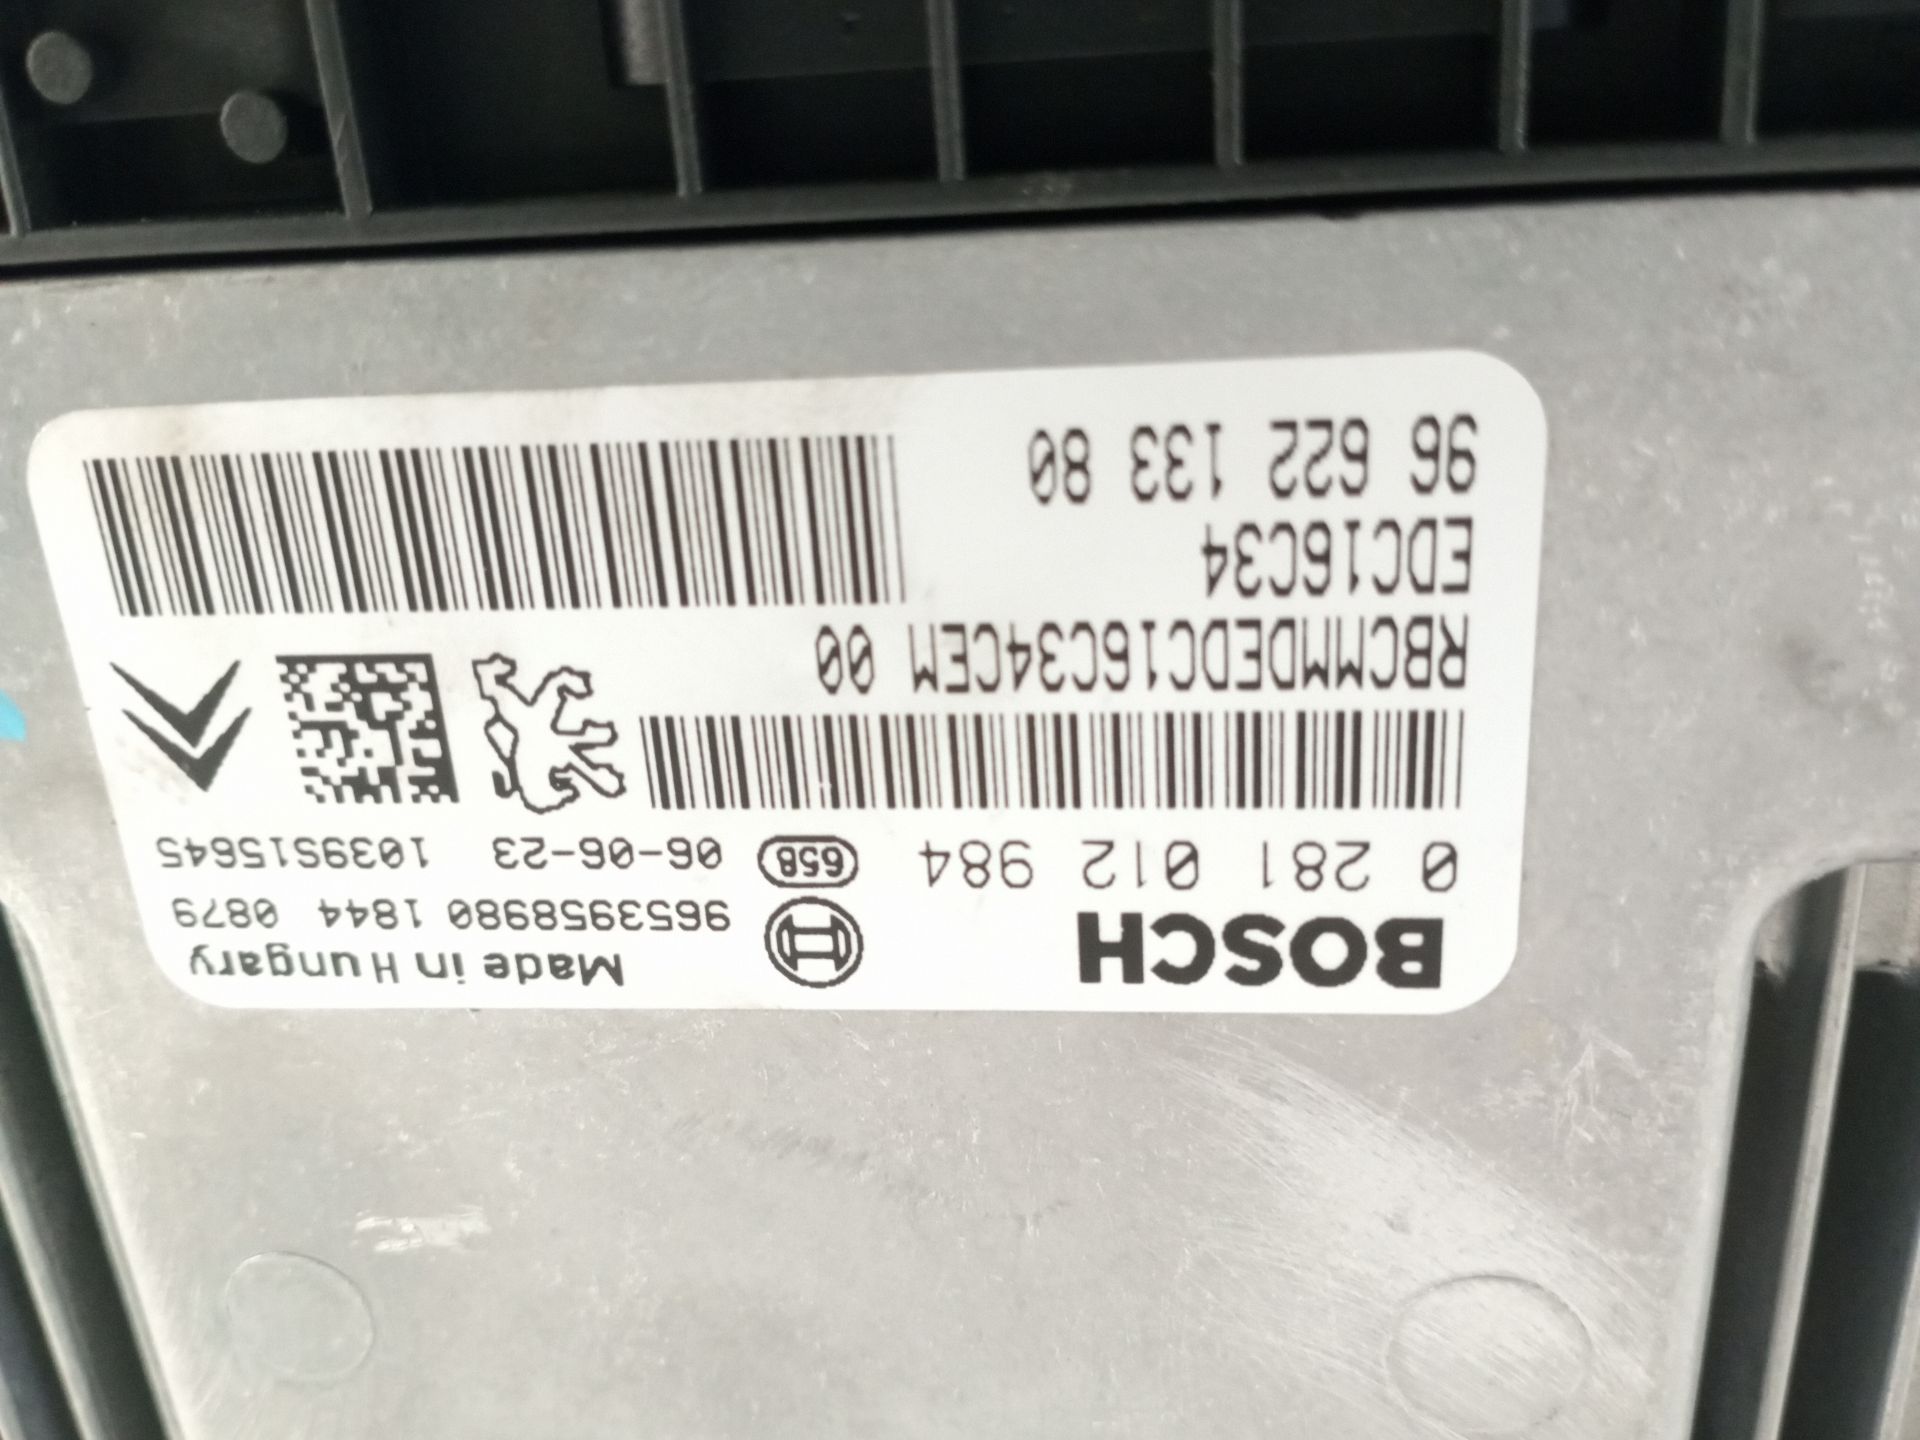 BOSCH
Made in Hungary
9653958980 1844 0879
0 281 012 984
658
06-06-23
1039S15645
RBCMMDEDC16C34CEM 00
EDC16C34
96 622 133 80